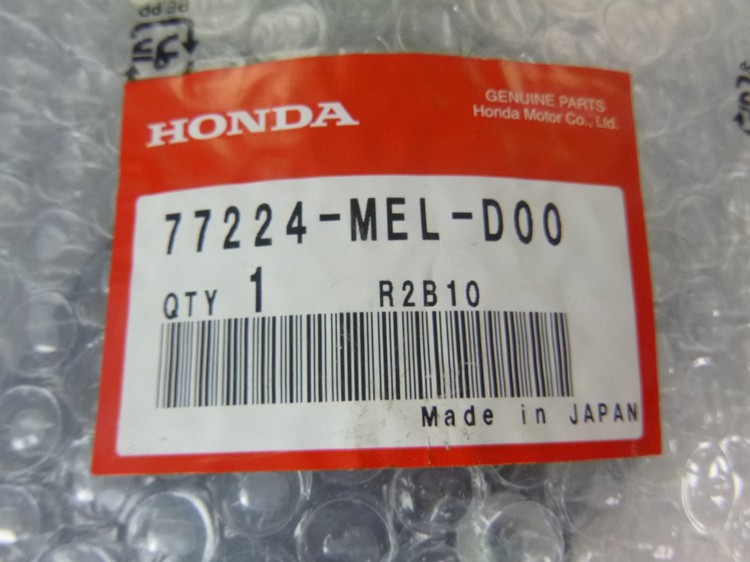 HONDA
GENUINE PARTS
Honda Motor Co., Ltd.
77224-MEL-D00
QTY 1 R2B10
Made in JAPAN